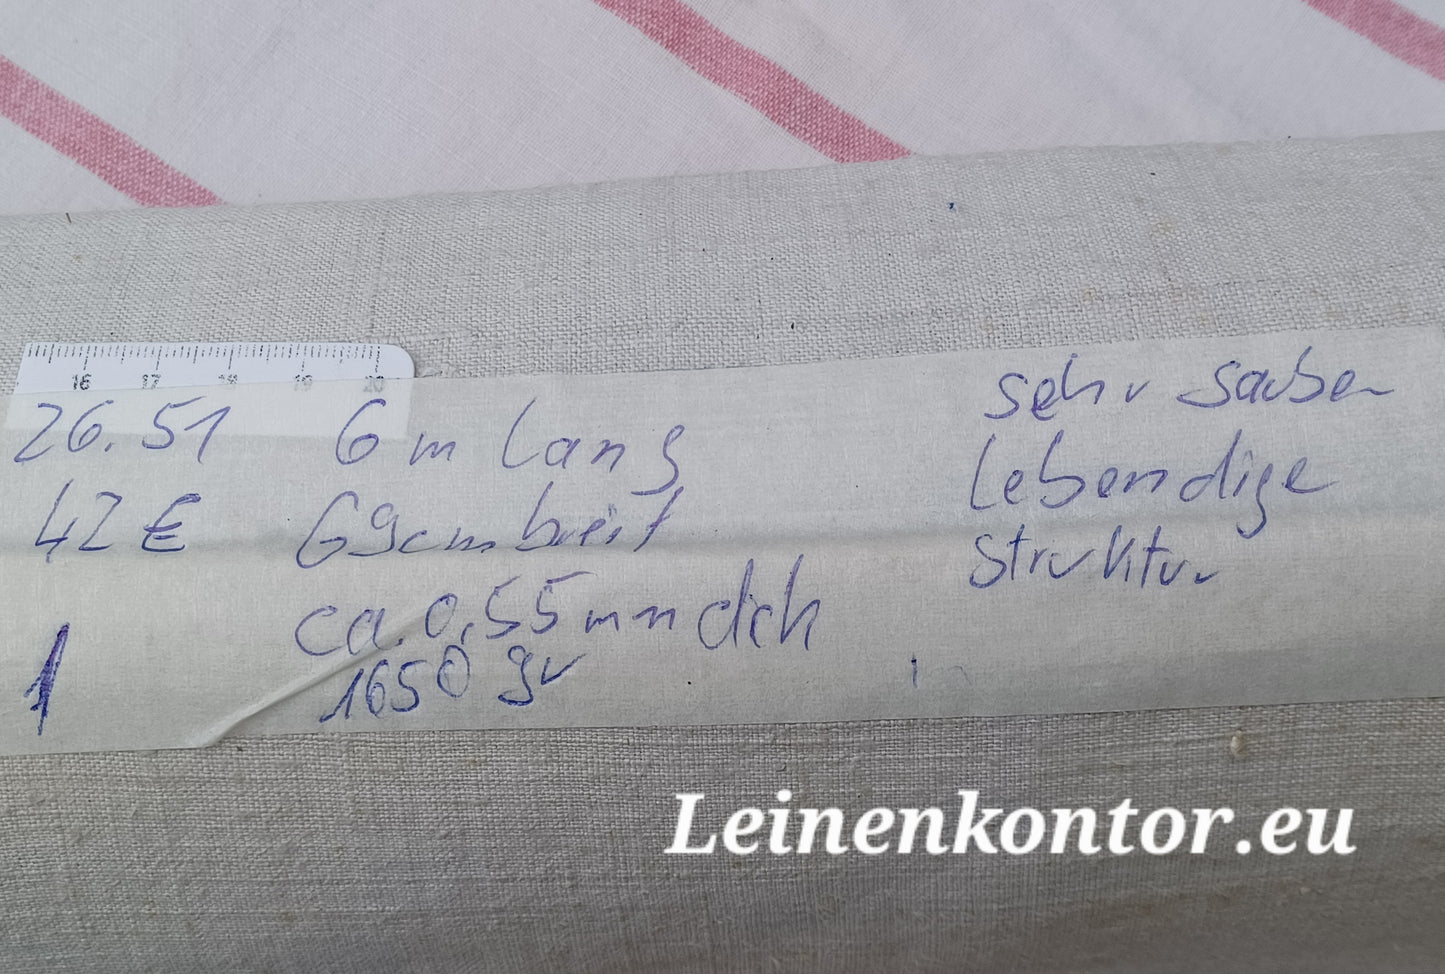 16 17 18 19 20
26.51 6 m lang
42 € 69cm breit
ca. 0,55 mm dick
1 1650 gr
sehr sauber
lebendige
Struktur
Leinenkontor.eu